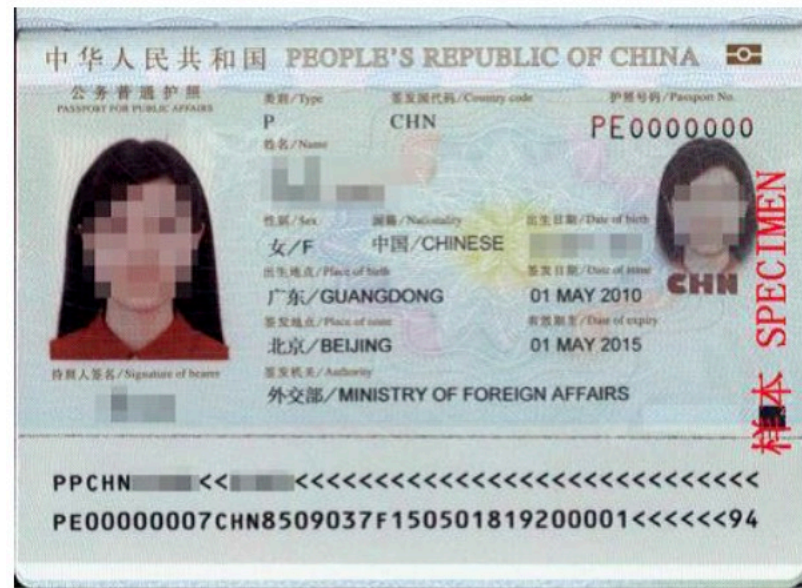 中华人民共和国 PEOPLE'S REPUBLIC OF CHINA
公务普通护照
PASSPORT FOR PUBLIC AFFAIRS
类别/Type 签发国代码/Country code 护照号码/Passport No.
P CHN PE0000000
姓名/Name
性别/Sex 国籍/Nationality 出生日期/Date of birth
女/F 中国/CHINESE
出生地点/Place of birth 签发日期/Date of issue
广东/GUANGDONG 01 MAY 2010
CHN
签发地点/Place of issue 有效期至/Date of expiry
北京/BEIJING 01 MAY 2015
持照人签名/Signature of bearer 签发机关/Authority
外交部/MINISTRY OF FOREIGN AFFAIRS
样本 SPECIMEN
PPCHN << <<<<<<<<<<<<<<<<<<<<<<<<<<<<<<
PE00000007CHN8509037F150501819200001<<<<<<94